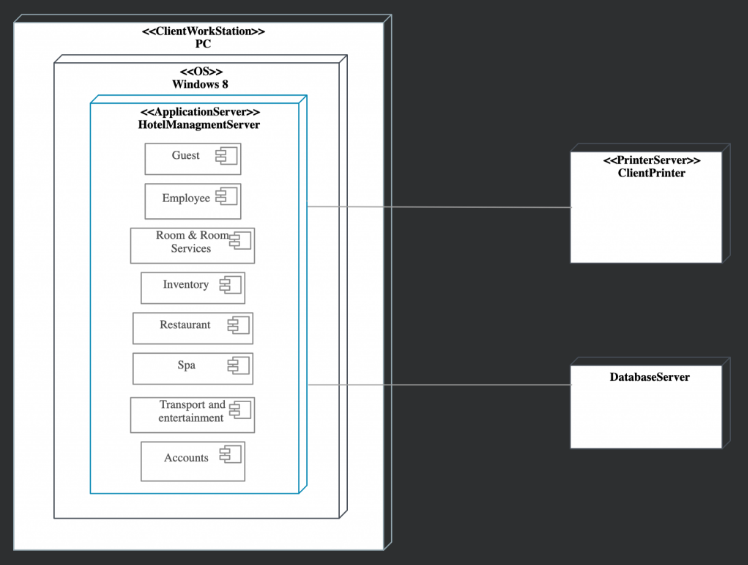 <<ClientWorkStation>>
PC
<<OS>>
Windows 8
<<ApplicationServer>>
HotelManagmentServer
Guest
Employee
Room & Room
Services
Inventory
Restaurant
Spa
Transport and
entertainment
Accounts
<<PrinterServer>>
ClientPrinter
DatabaseServer